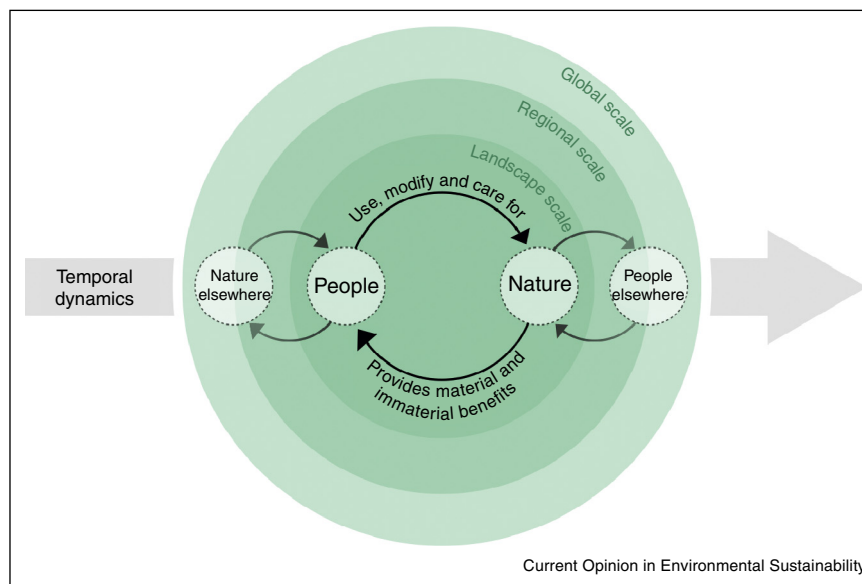 Global scale
Regional scale
Landscape scale
Use, modify and care for
Temporal
dynamics
Nature
elsewhere
People
Nature
People
elsewhere
Provides material and
immaterial benefits
Current Opinion in Environmental Sustainability